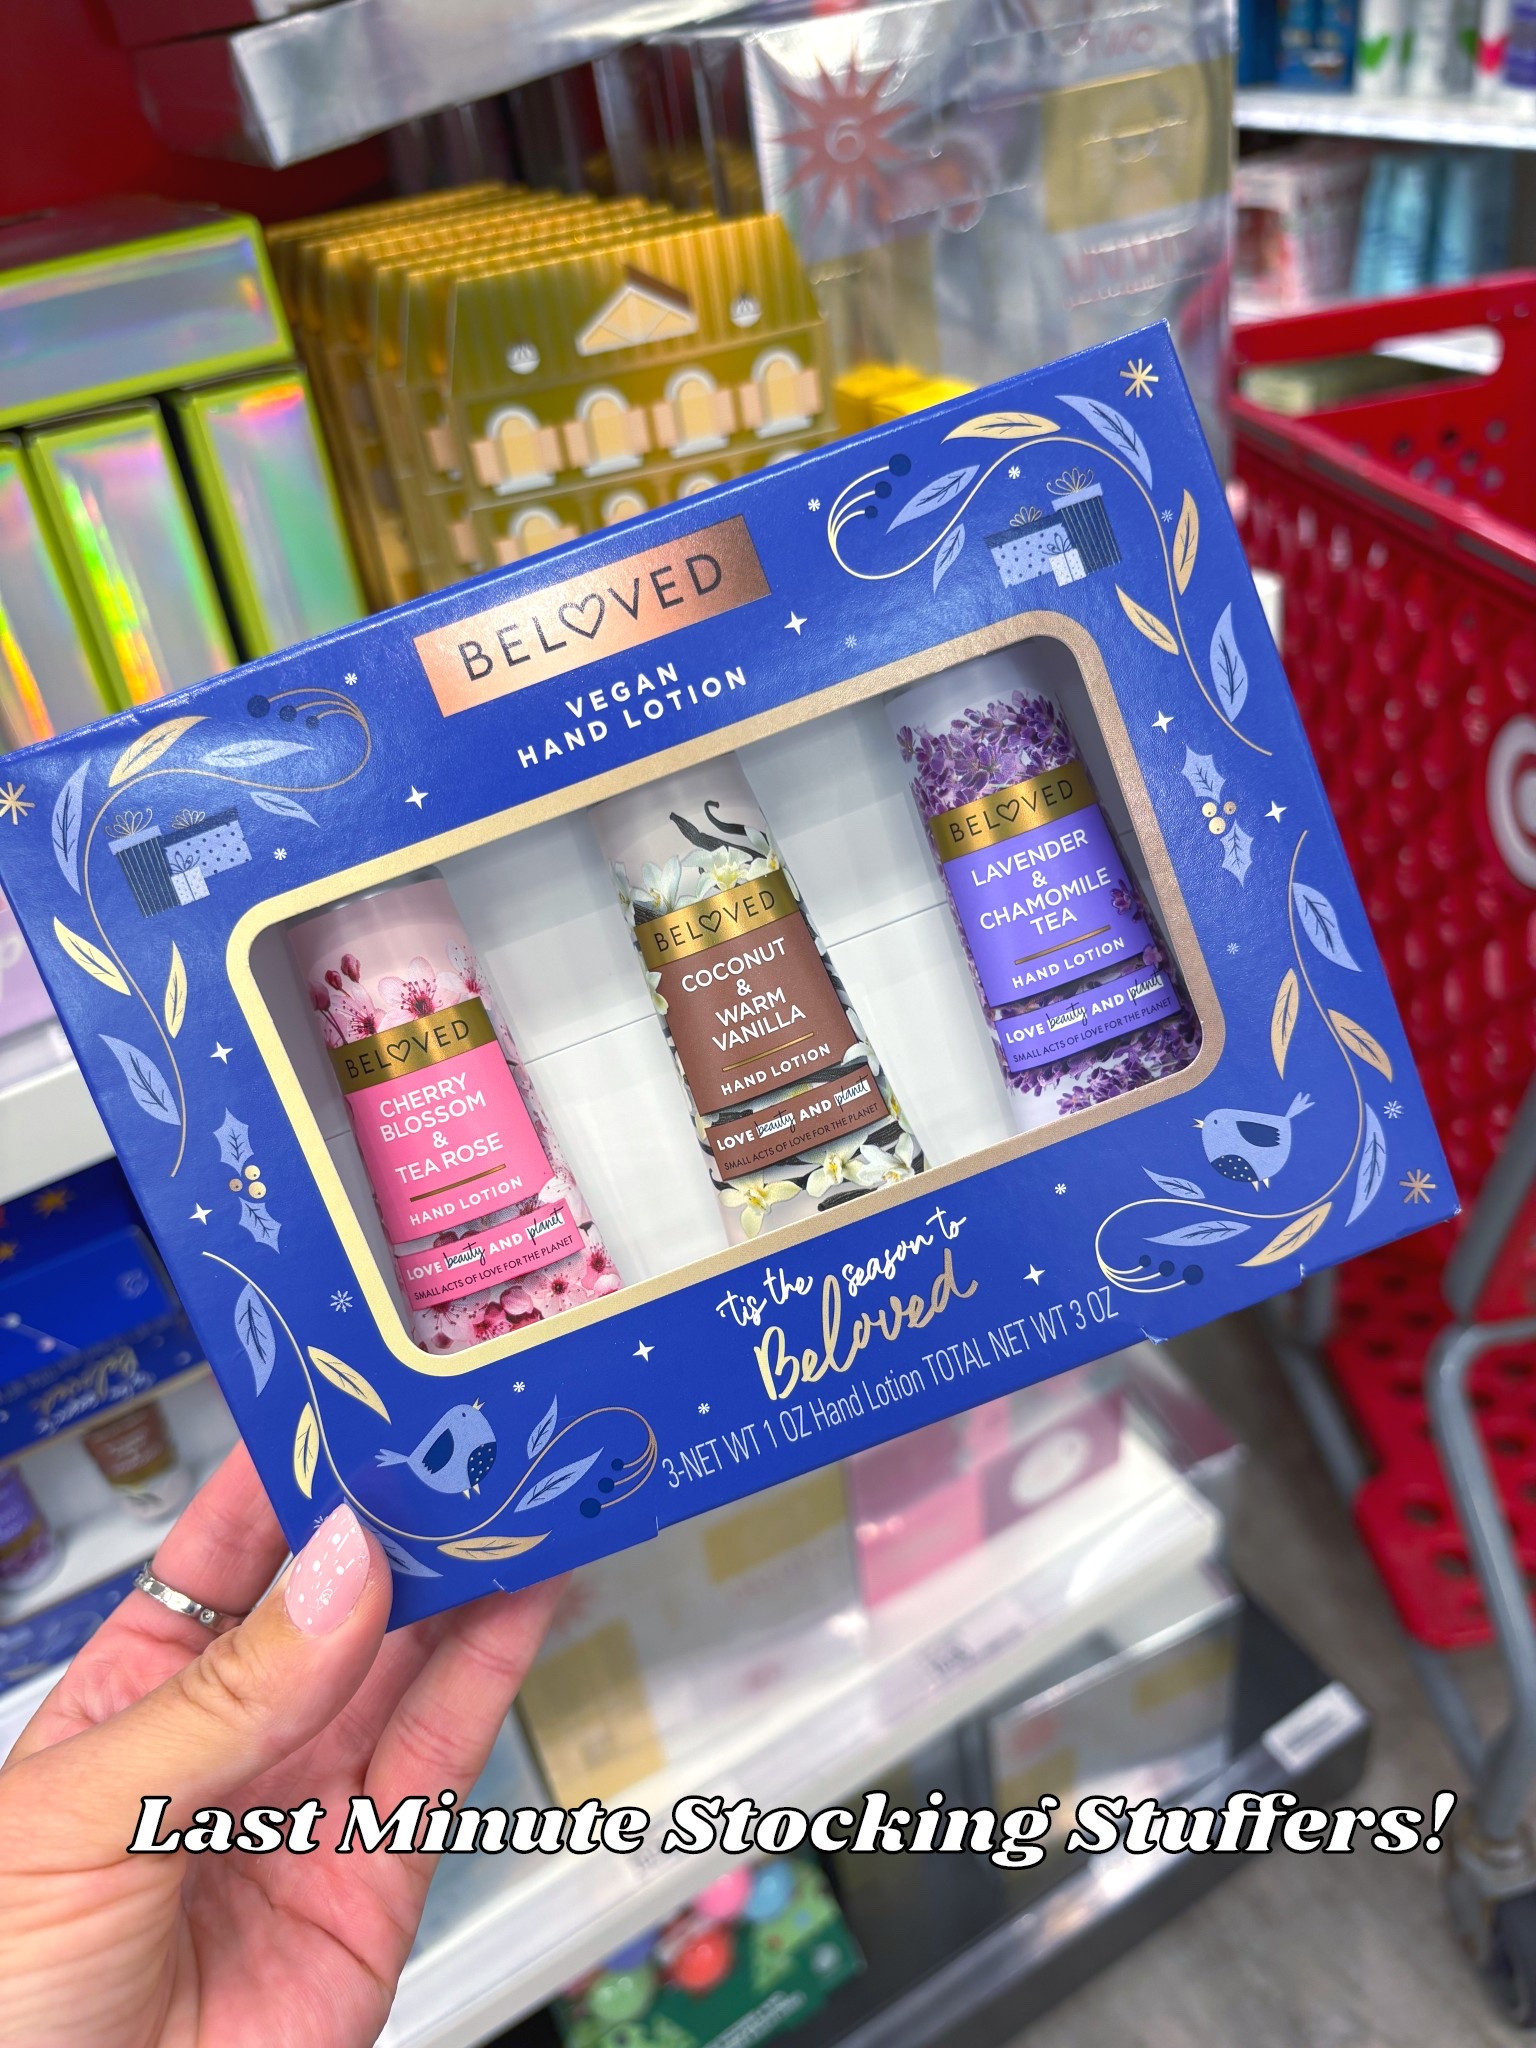 BELOVED
VEGAN
HAND LOTION
BELOVED
CHERRY
BLOSSOM
&
TEA ROSE
HAND LOTION
LOVE beauty AND planet
SMALL ACTS OF LOVE FOR THE PLANET
BELOVED
COCONUT
&
WARM
VANILLA
HAND LOTION
LOVE beauty AND planet
SMALL ACTS OF LOVE FOR THE PLANET
BELOVED
LAVENDER
&
CHAMOMILE
TEA
HAND LOTION
LOVE beauty AND planet
SMALL ACTS OF LOVE FOR THE PLANET
'tis the season to
Beloved
3-NET WT 1 OZ Hand Lotion TOTAL NET WT 3 OZ
Last Minute Stocking Stuffers!